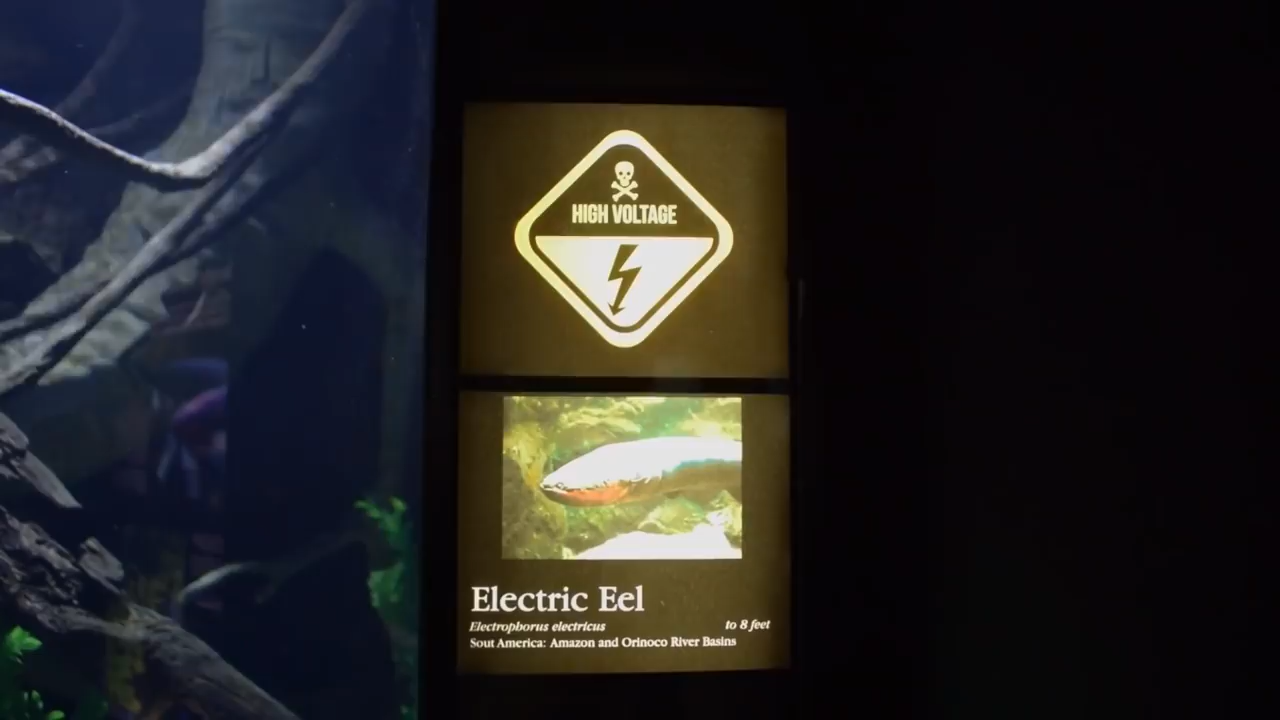 HIGH VOLTAGE
Electric Eel
Electrophorus electricus to 8 feet
Sout America: Amazon and Orinoco River Basins